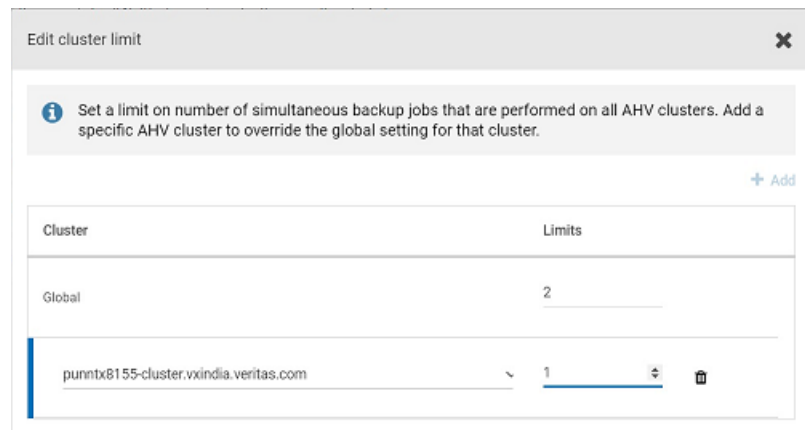 Edit cluster limit
Set a limit on number of simultaneous backup jobs that are performed on all AHV clusters. Add a
specific AHV cluster to override the global setting for that cluster.
+ Add
Cluster Limits
Global 2
punntx8155-cluster.vxindia.veritas.com 1